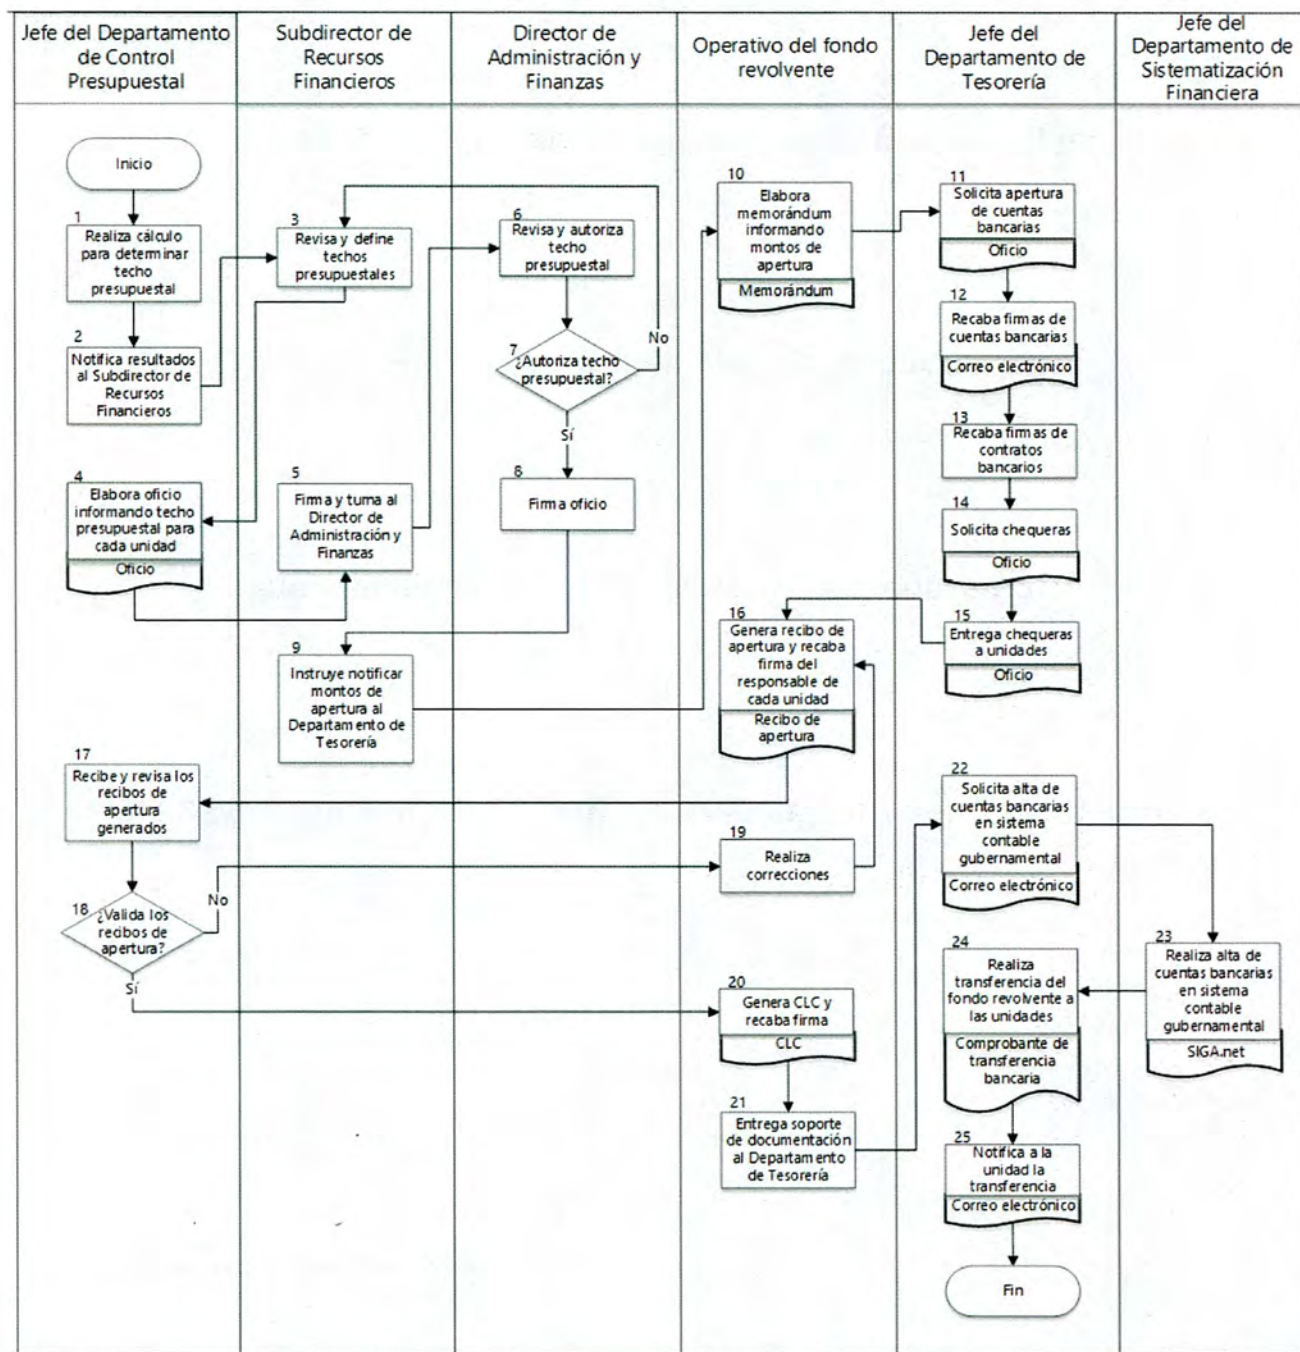 Jefe del Departamento
de Control
Presupuestal
Subdirector de
Recursos
Financieros
Director de
Administración y
Finanzas
Operativo del fondo
revolvente
Jefe del
Departamento de
Tesorería
Jefe del
Departamento de
Sistematización
Financiera
Inicio
1
Realiza cálculo
para determinar
techo
presupuestal
2
Notifica resultados
al Subdirector de
Recursos
Financieros
3
Revisa y define
techos
presupuestales
4
Elabora oficio
informando techo
presupuestal para
cada unidad
Oficio
5
Firma y turna al
Director de
Administración y
Finanzas
6
Revisa y autoriza
techo
presupuestal
7
¿Autoriza techo
presupuestal?
No
Sí
8
Firma oficio
9
Instruye notificar
montos de
apertura al
Departamento de
Tesorería
10
Elabora
memorándum
informando
montos de
apertura
Memorándum
11
Solicita apertura
de cuentas
bancarias
Oficio
12
Recaba firmas de
cuentas bancarias
Correo electrónico
13
Recaba firmas de
contratos
bancarios
14
Solicita chequeras
Oficio
15
Entrega chequeras
a unidades
Oficio
16
Genera recibo de
apertura y recaba
firma del
responsable de
cada unidad
Recibo de
apertura
17
Recibe y revisa los
recibos de
apertura
generados
18
¿Valida los
recibos de
apertura?
No
Sí
19
Realiza
correcciones
20
Genera CLC y
recaba firma
CLC
21
Entrega soporte
de documentación
al Departamento
de Tesorería
22
Solicita alta de
cuentas bancarias
en sistema
contable
gubernamental
Correo electrónico
23
Realiza alta de
cuentas bancarias
en sistema
contable
gubernamental
SIGA.net
24
Realiza
transferencia del
fondo revolvente a
las unidades
Comprobante de
transferencia
bancaria
25
Notifica a la
unidad la
transferencia
Correo electrónico
Fin